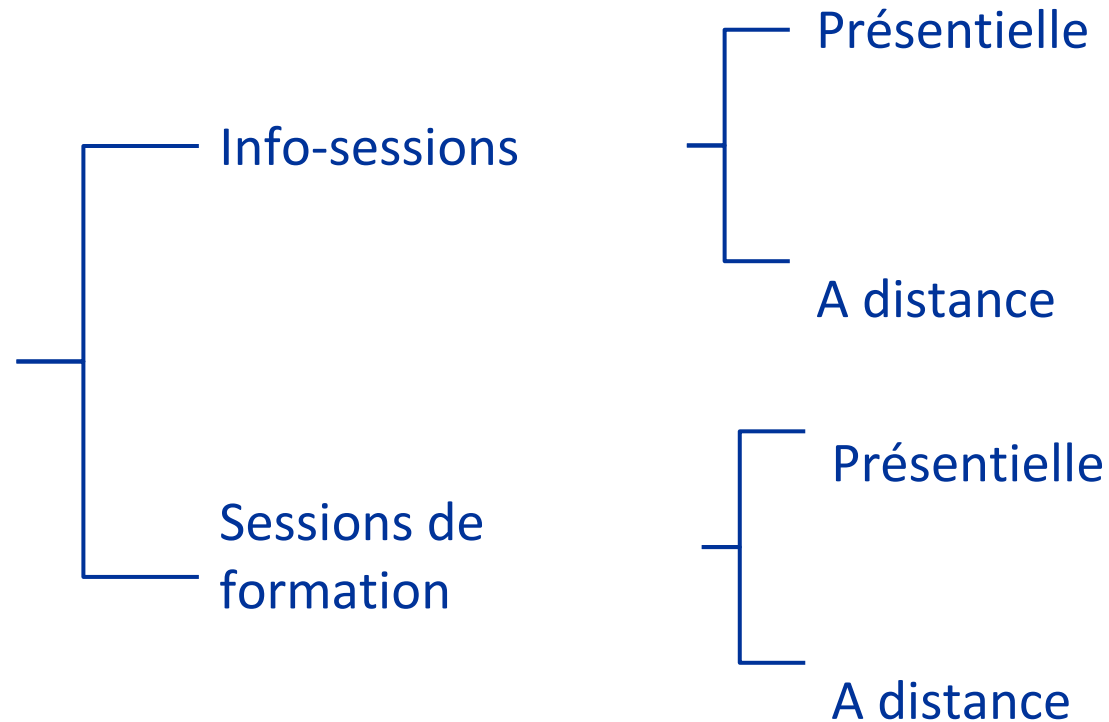 Présentielle
Info-sessions
A distance
Présentielle
Sessions de
formation
A distance